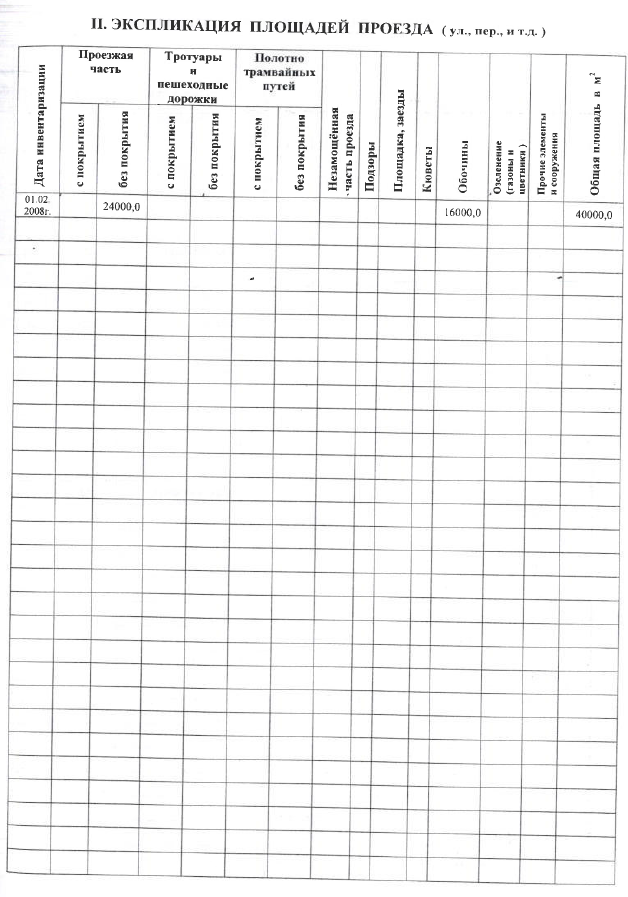 II. ЭКСПЛИКАЦИЯ ПЛОЩАДЕЙ ПРОЕЗДА ( ул., пер., и т.д. )
Дата инвентаризации
Проезжая
часть
с покрытием
без покрытия
Тротуары
и
пешеходные
дорожки
с покрытием
без покрытия
Полотно
трамвайных
путей
с покрытием
без покрытия
Незамощённая
часть проезда
Подзоры
Площадка, заезды
Кюветы
Обочины
Озеленение
(газоны и
цветники )
Прочие элементы
и сооружения
Общая площадь в м²
01.02.
2008г.
24000,0
16000,0
40000,0